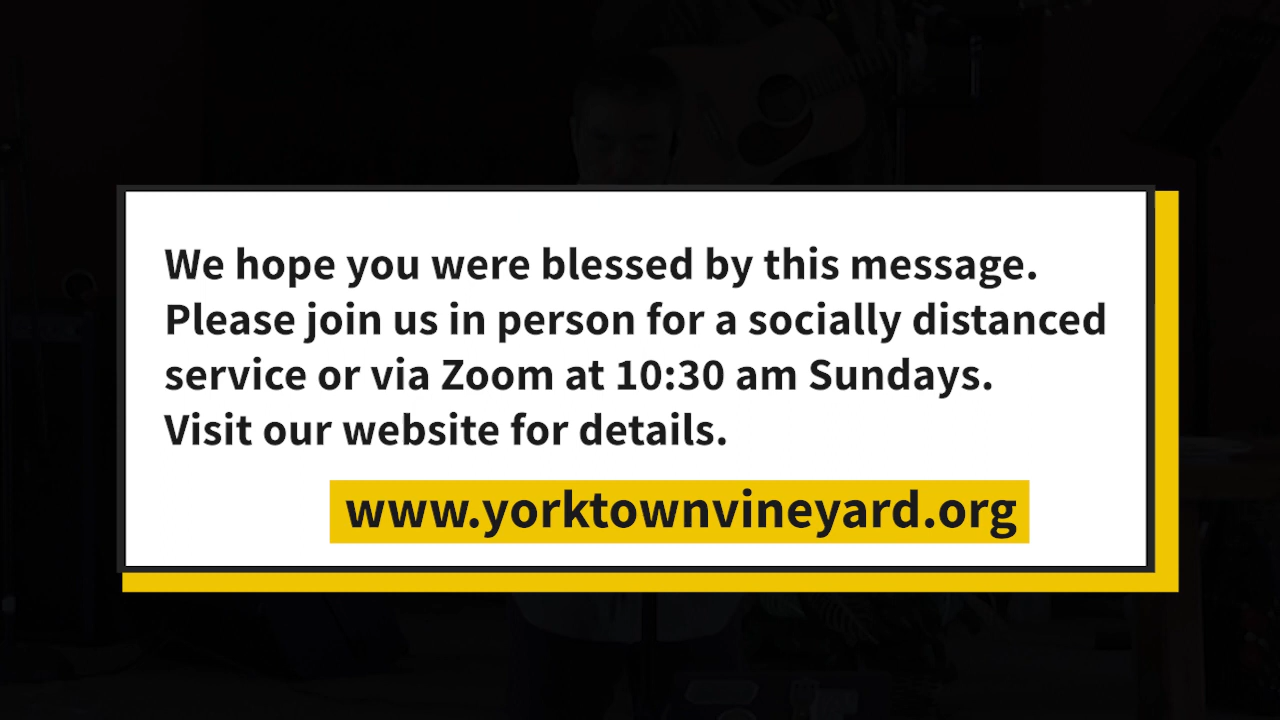 We hope you were blessed by this message.
Please join us in person for a socially distanced
service or via Zoom at 10:30 am Sundays.
Visit our website for details.
www.yorktownvineyard.org